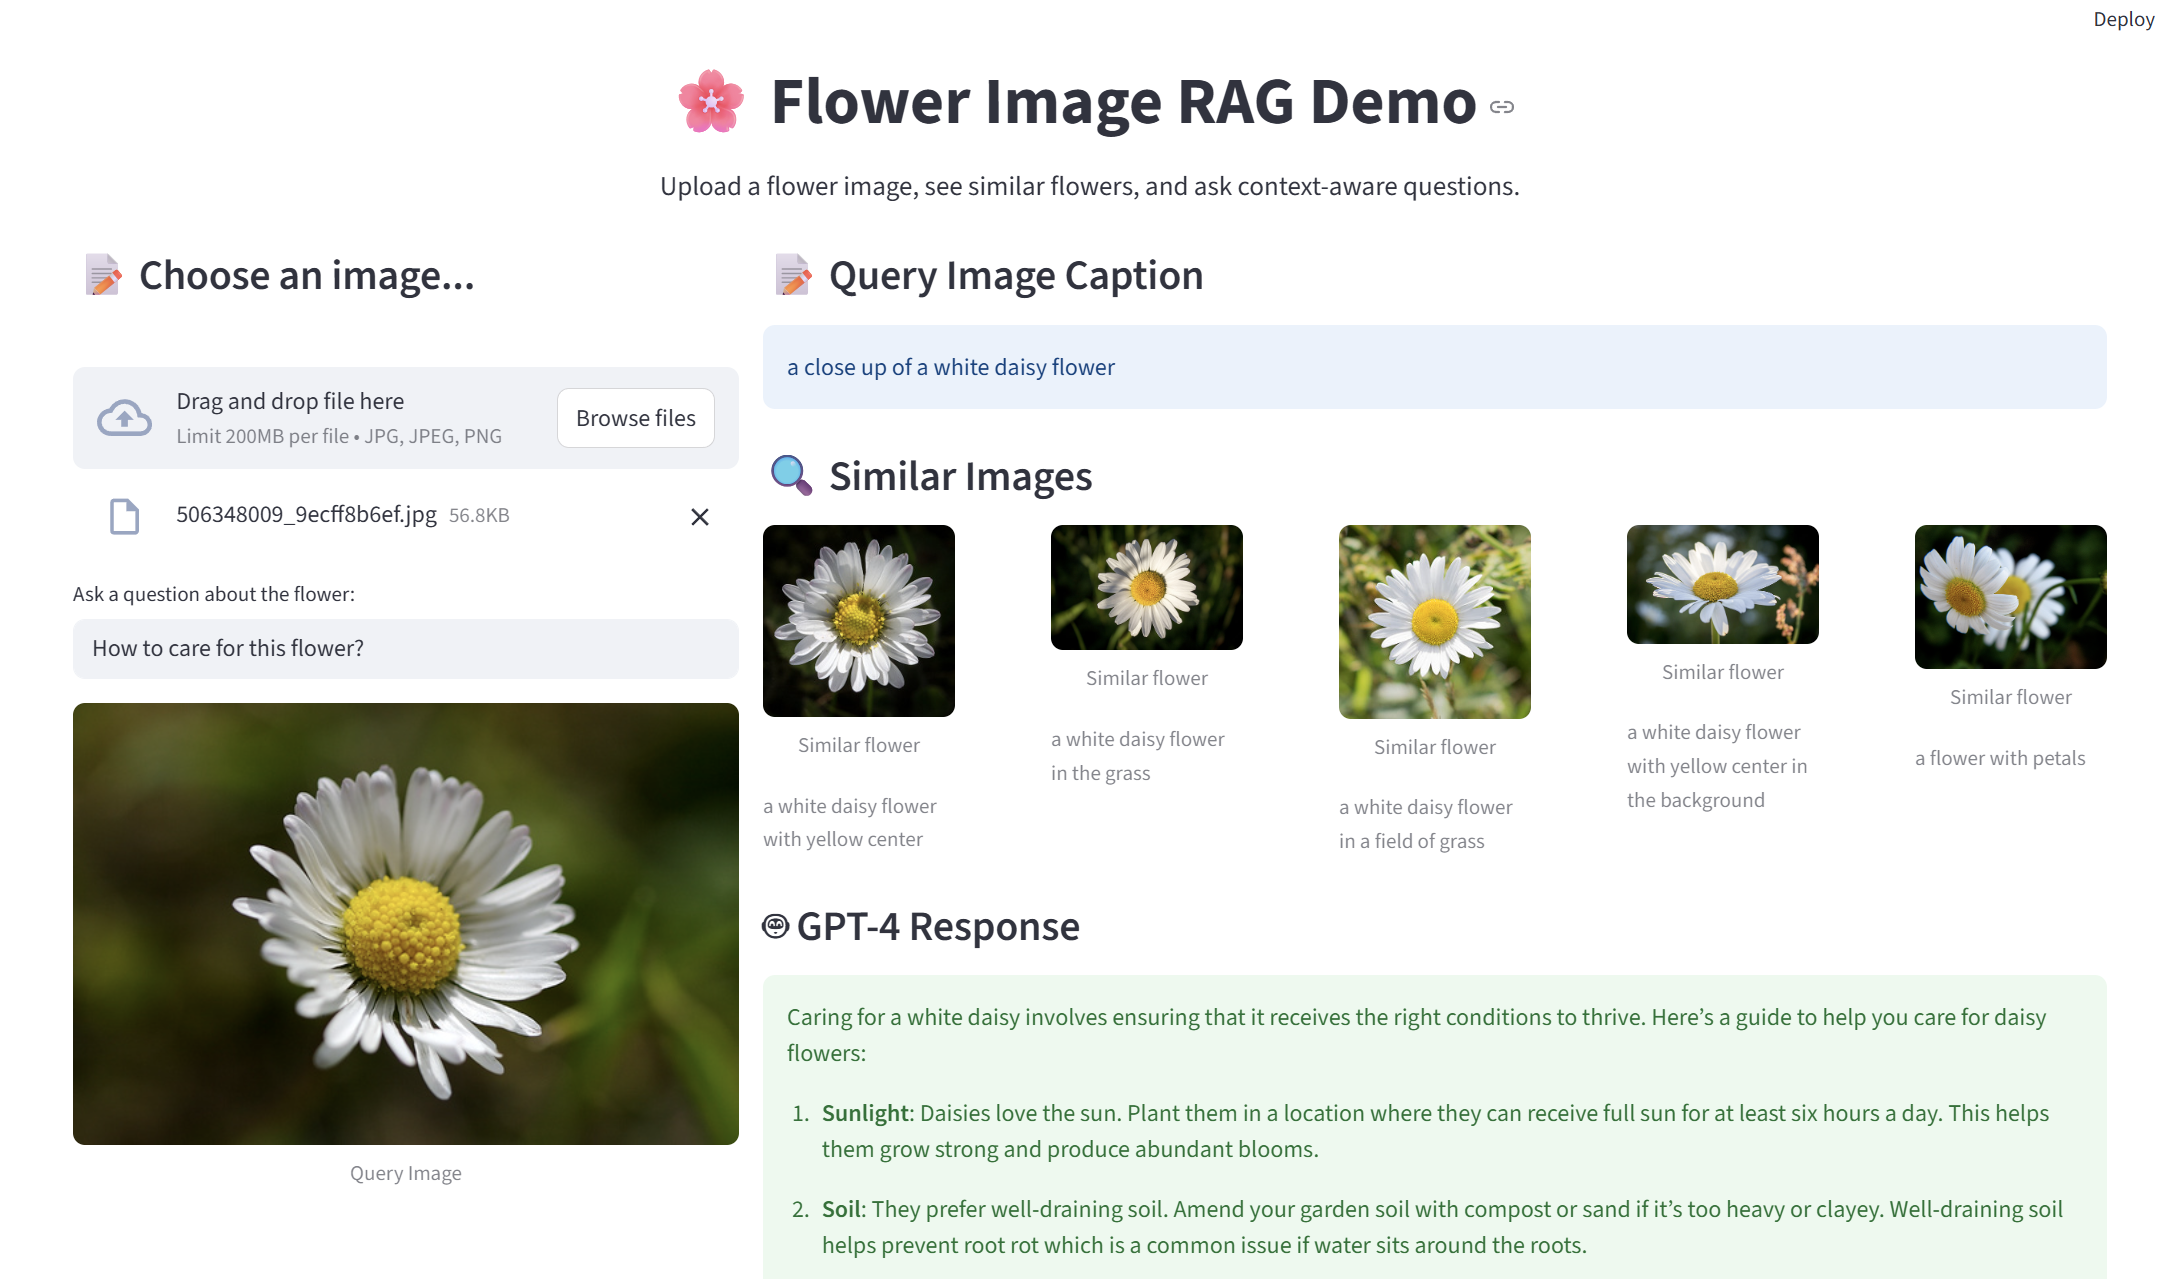 Deploy
Flower Image RAG Demo
Upload a flower image, see similar flowers, and ask context-aware questions.
Choose an image...
Drag and drop file here
Limit 200MB per file • JPG, JPEG, PNG
Browse files
506348009_9ecff8b6ef.jpg 56.8KB
Ask a question about the flower:
How to care for this flower?
Query Image
Query Image Caption
a close up of a white daisy flower
Similar Images
Similar flower
a white daisy flower
with yellow center
Similar flower
a white daisy flower
in the grass
Similar flower
a white daisy flower
in a field of grass
Similar flower
a white daisy flower
with yellow center in
the background
Similar flower
a flower with petals
GPT-4 Response
Caring for a white daisy involves ensuring that it receives the right conditions to thrive. Here’s a guide to help you care for daisy
flowers:
1. Sunlight: Daisies love the sun. Plant them in a location where they can receive full sun for at least six hours a day. This helps
them grow strong and produce abundant blooms.
2. Soil: They prefer well-draining soil. Amend your garden soil with compost or sand if it’s too heavy or clayey. Well-draining soil
helps prevent root rot which is a common issue if water sits around the roots.